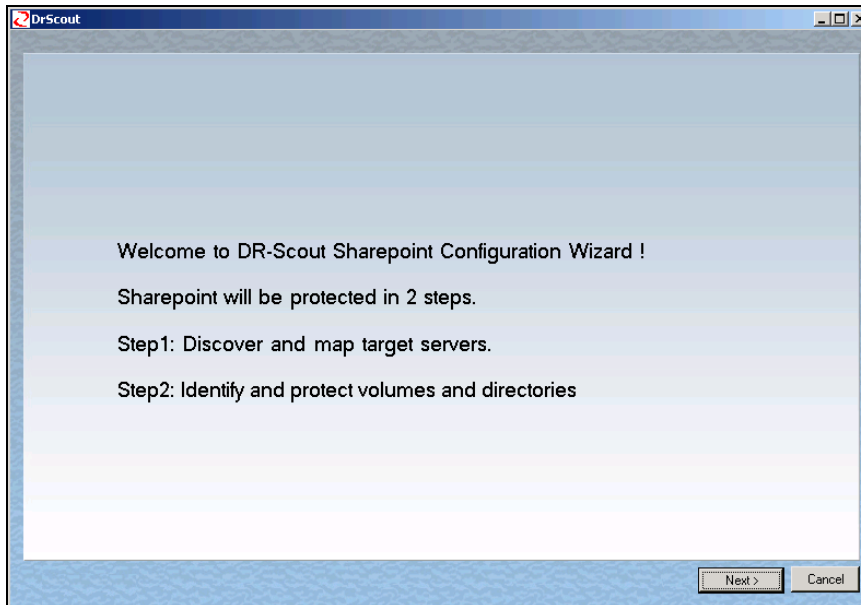 DrScout
Welcome to DR-Scout Sharepoint Configuration Wizard !
Sharepoint will be protected in 2 steps.
Step1: Discover and map target servers.
Step2: Identify and protect volumes and directories
Next > Cancel